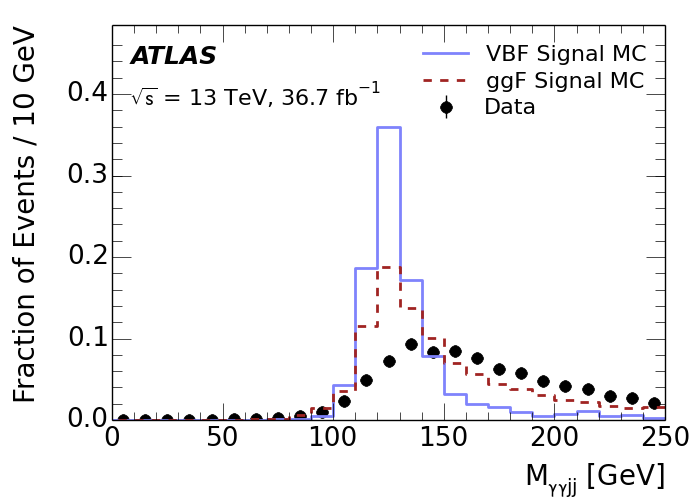 Fraction of Events / 10 GeV
ATLAS
√s = 13 TeV, 36.7 fb⁻¹
VBF Signal MC
ggF Signal MC
Data
0.4
0.3
0.2
0.1
0.0
0 50 100 150 200 250
Mγγjj [GeV]